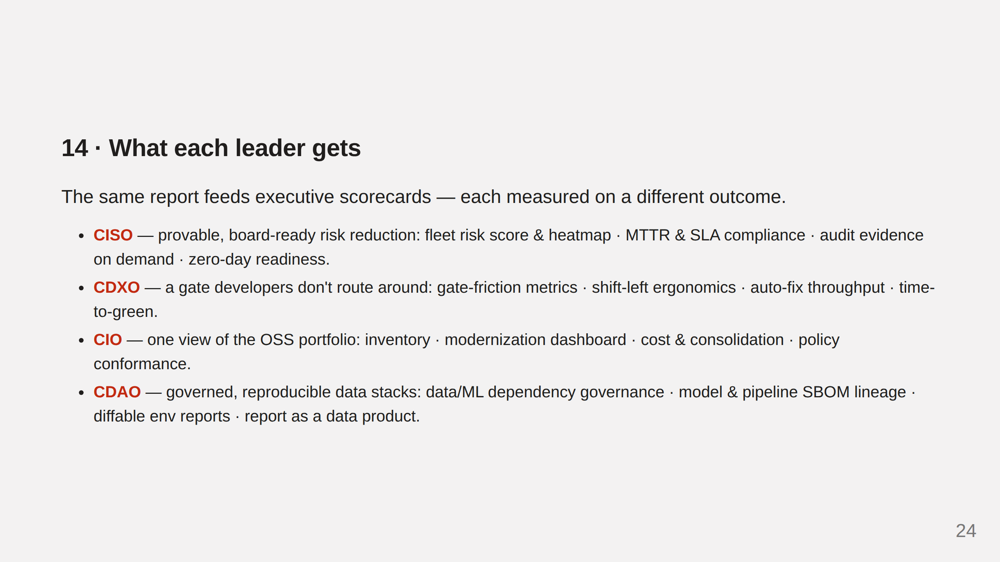 14 · What each leader gets
The same report feeds executive scorecards — each measured on a different outcome.
• CISO — provable, board-ready risk reduction: fleet risk score & heatmap · MTTR & SLA compliance · audit evidence
on demand · zero-day readiness.
• CDXO — a gate developers don't route around: gate-friction metrics · shift-left ergonomics · auto-fix throughput · time-
to-green.
• CIO — one view of the OSS portfolio: inventory · modernization dashboard · cost & consolidation · policy
conformance.
• CDAO — governed, reproducible data stacks: data/ML dependency governance · model & pipeline SBOM lineage ·
diffable env reports · report as a data product.
24